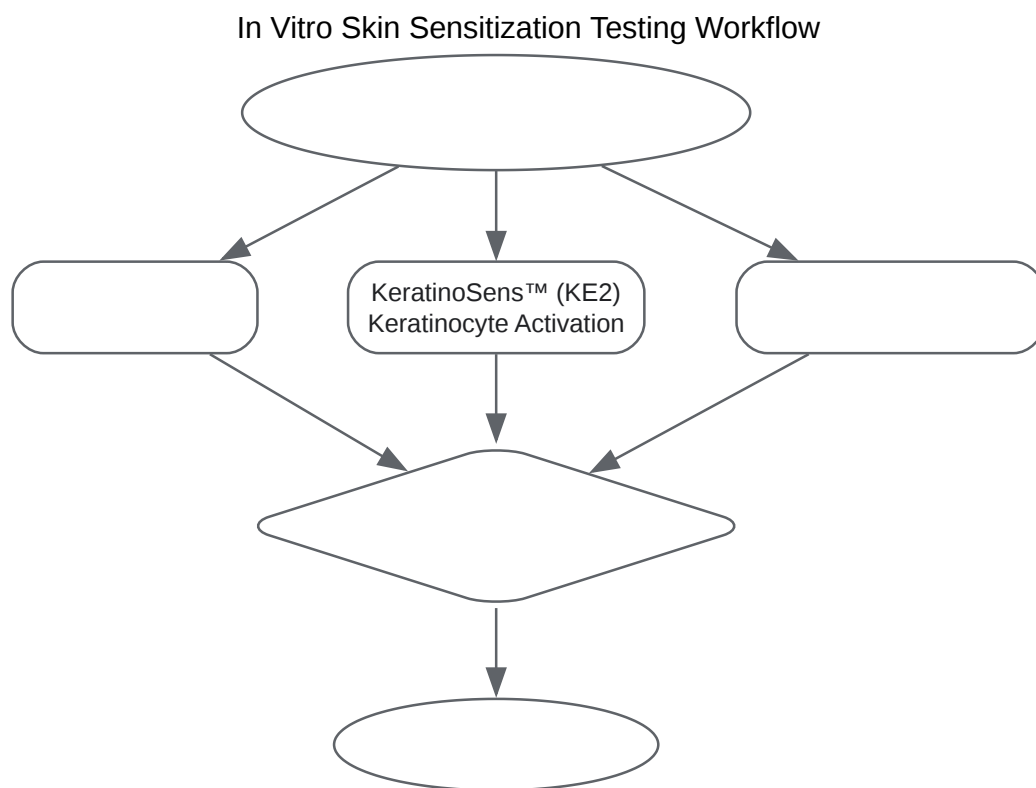 In Vitro Skin Sensitization Testing Workflow
KeratinoSens™ (KE2)
Keratinocyte Activation